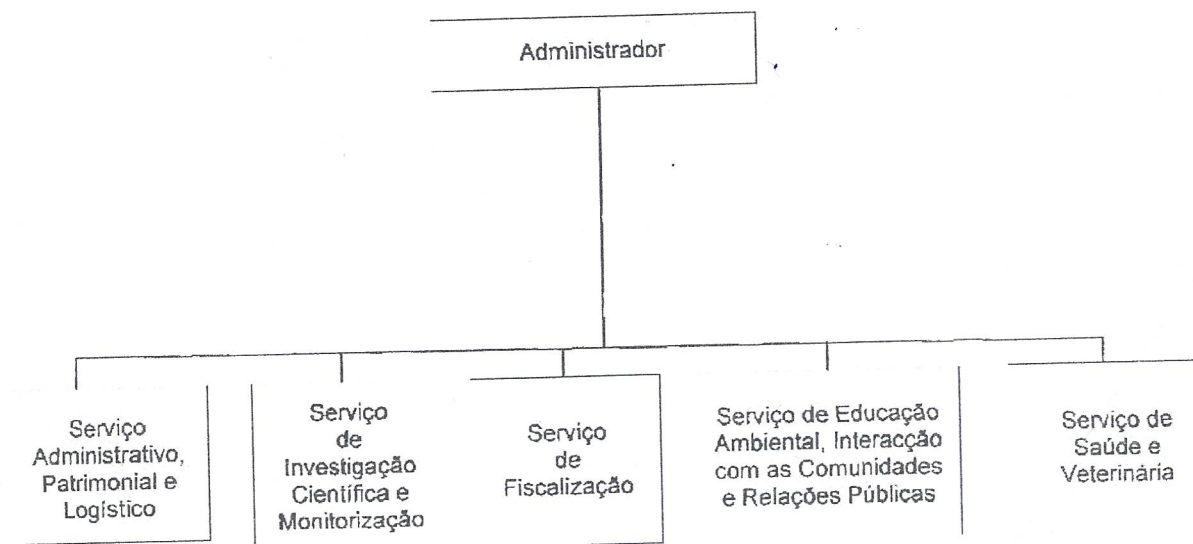 Administrador
Serviço
Administrativo,
Patrimonial e
Logístico
Serviço
de
Investigação
Científica e
Monitorização
Serviço
de
Fiscalização
Serviço de Educação
Ambiental, Interacção
com as Comunidades
e Relações Públicas
Serviço de
Saúde e
Veterinária